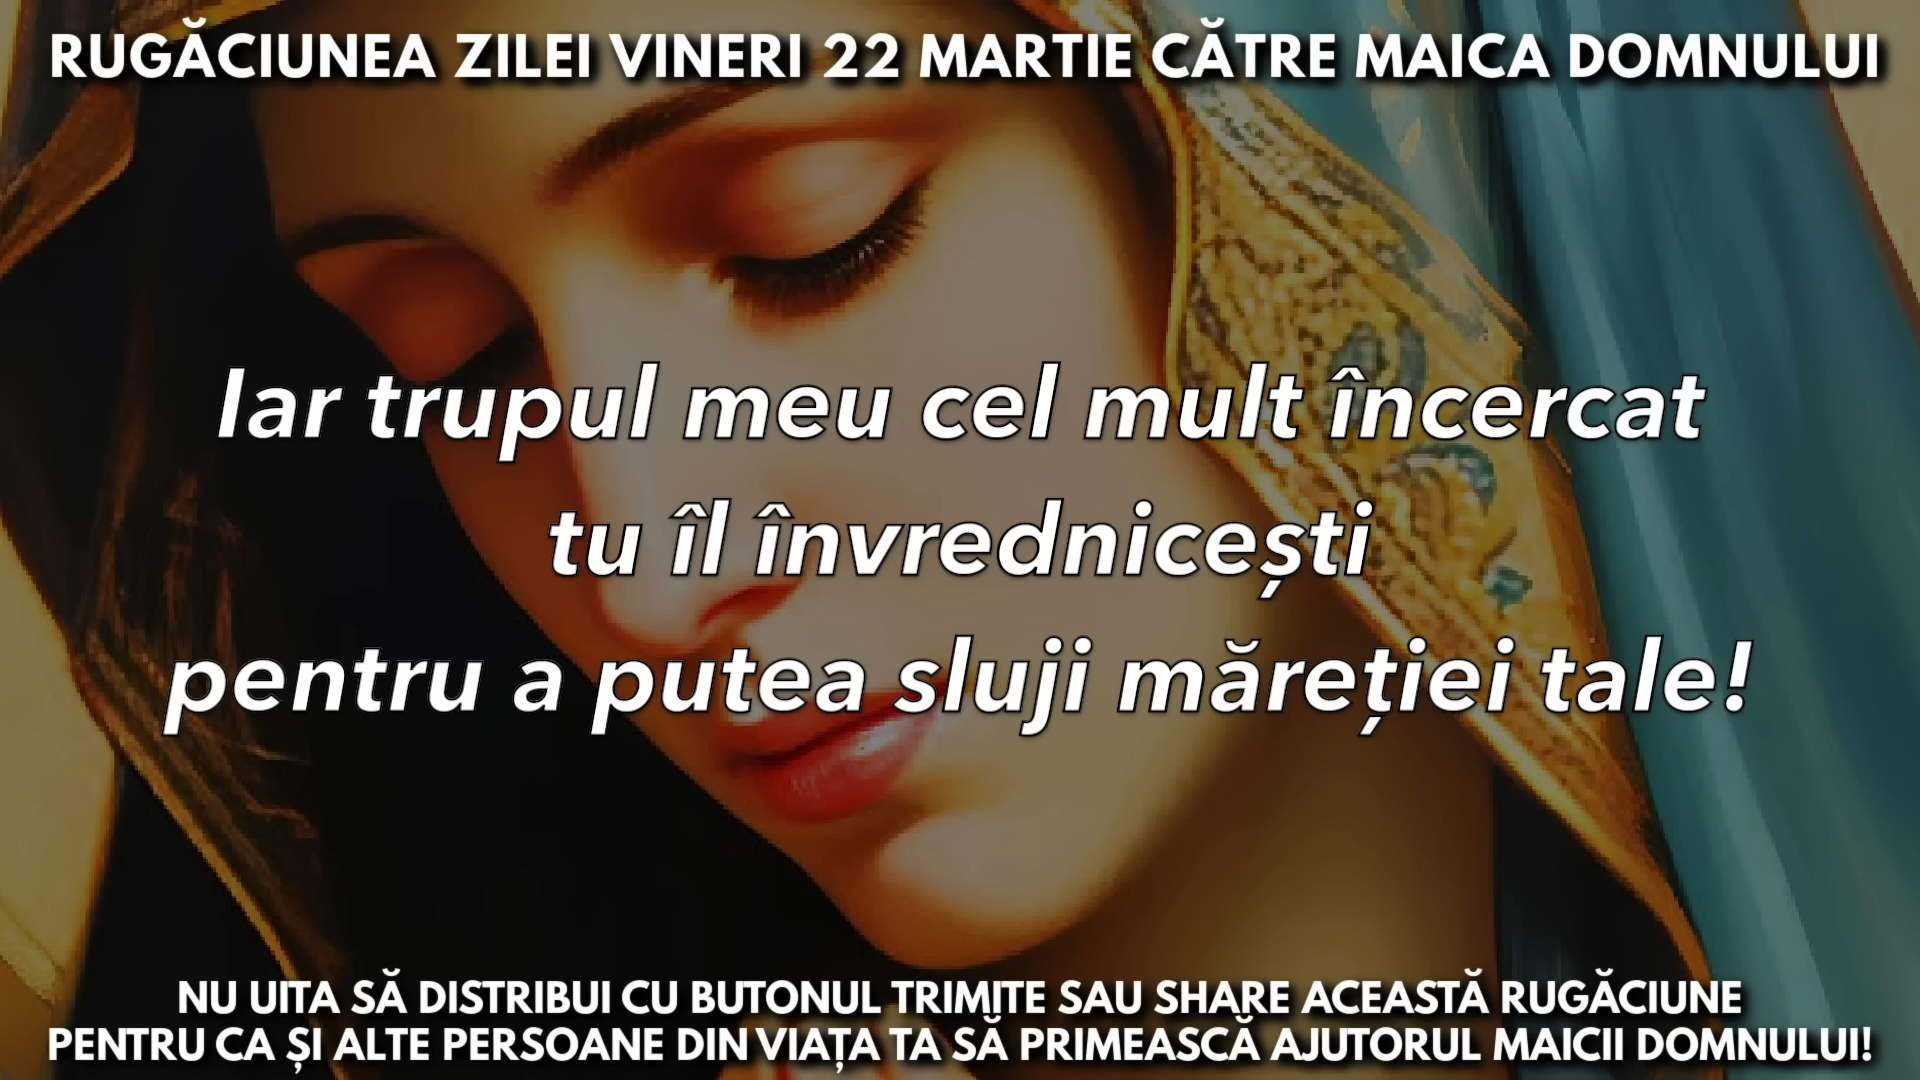 RUGĂCIUNEA ZILEI VINERI 22 MARTIE CĂTRE MAICA DOMNULUI
Iar trupul meu cel mult încercat
tu îl învrednicești
pentru a putea sluji măreției tale!
NU UITA SĂ DISTRIBUI CU BUTONUL TRIMITE SAU SHARE ACEASTĂ RUGĂCIUNE
PENTRU CA ȘI ALTE PERSOANE DIN VIAȚA TA SĂ PRIMEASCĂ AJUTORUL MAICII DOMNULUI!